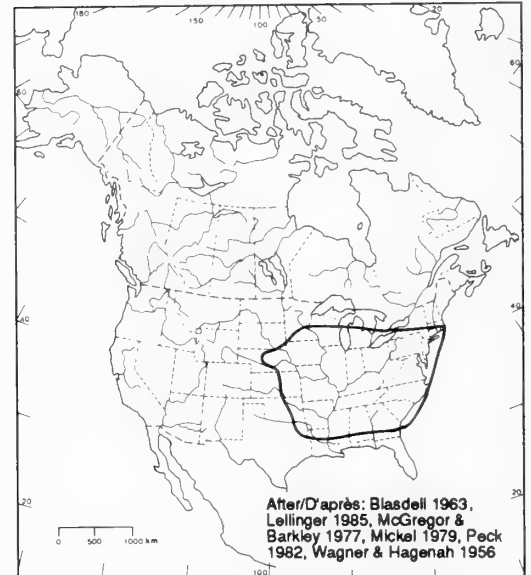 180
150
100
50
60
60
40
40
20
20
0 500 1000 km
100
After/D'après: Blasdell 1963,
Lellinger 1985, McGregor &
Barkley 1977, Mickel 1979, Peck
1982, Wagner & Hagenah 1956